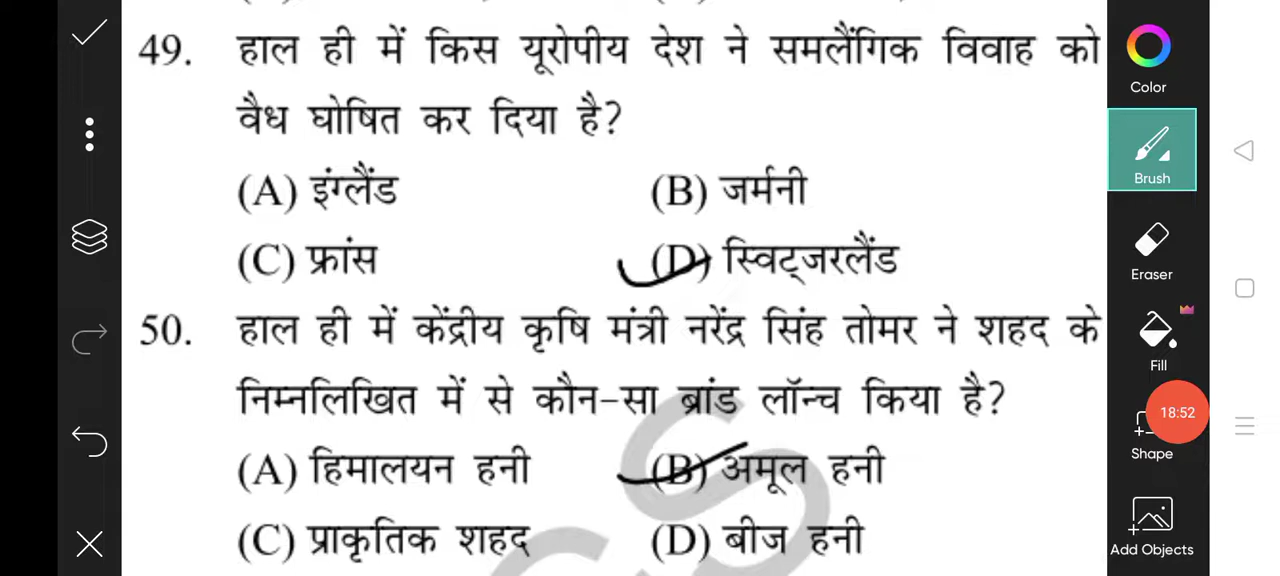 49. हाल ही में किस यूरोपीय देश ने समलैंगिक विवाह को
वैध घोषित कर दिया है?
(A) इंग्लैंड (B) जर्मनी
(C) फ्रांस (D) स्विट्जरलैंड
50. हाल ही में केंद्रीय कृषि मंत्री नरेंद्र सिंह तोमर ने शहद के
निम्नलिखित में से कौन-सा ब्रांड लॉन्च किया है?
(A) हिमालयन हनी (B) अमूल हनी
(C) प्राकृतिक शहद (D) बीज हनी
Color
Brush
Eraser
Fill
18:52
Shape
Add Objects